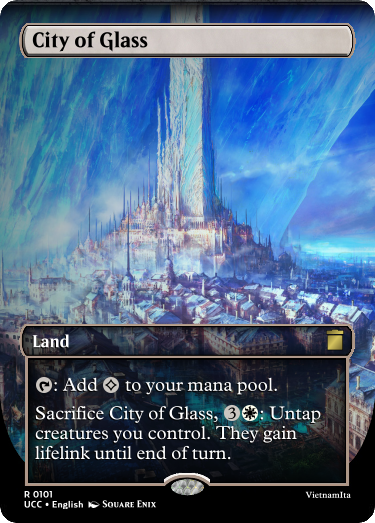 City of Glass
Land
: Add to your mana pool.
Sacrifice City of Glass, 3 : Untap
creatures you control. They gain
lifelink until end of turn.
R 0101
UCC • English SQUARE ENIX
VietnamIta